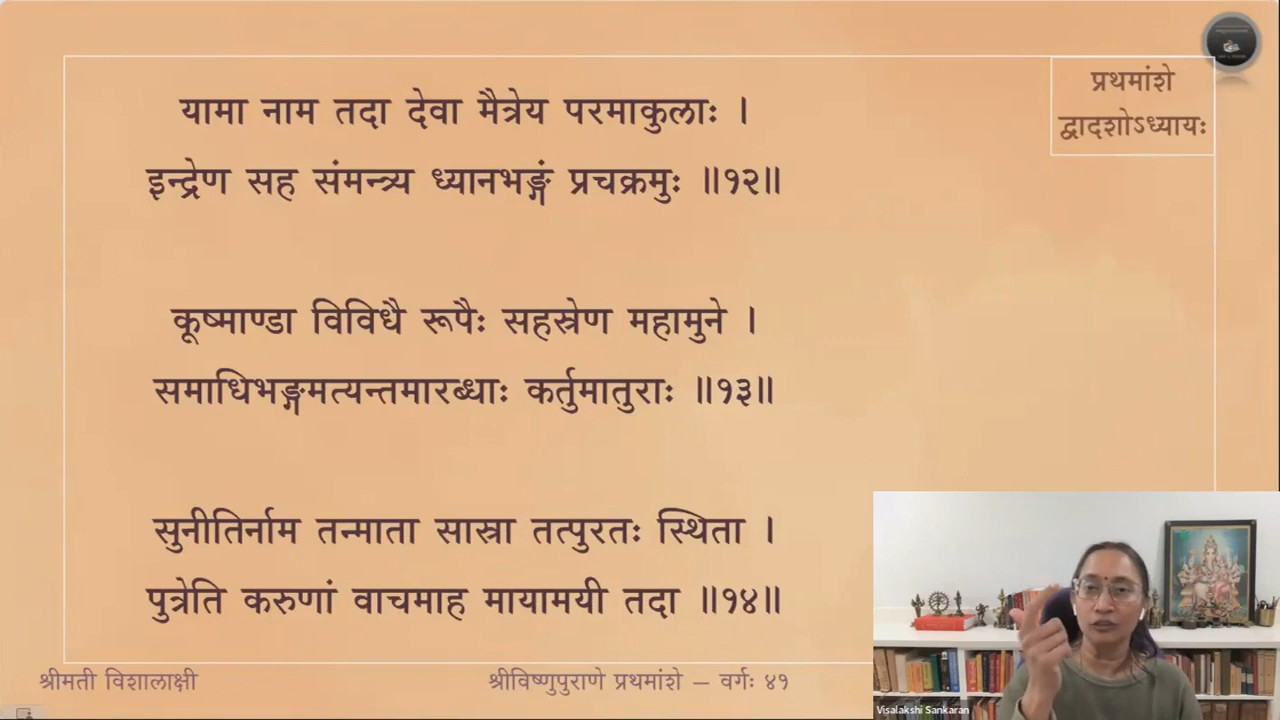 प्रथमांशे
द्वादशोऽध्यायः
यामा नाम तदा देवा मैत्रेय परमाकुलाः ।
इन्द्रेण सह संमन्त्र्य ध्यानभङ्गं प्रचक्रमुः ॥१२॥
कूष्माण्डा विविधै रूपैः सहस्रेण महामुने ।
समाधिभङ्गमत्यन्तमारब्धाः कर्तुमातुराः ॥१३॥
सुनीतिर्नाम तन्माता सास्रा तत्पुरतः स्थिता ।
पुत्रेति करुणां वाचमाह मायामयी तदा ॥१४॥
श्रीमती विशालाक्षी
श्रीविष्णुपुराणे प्रथमांशे – वर्गः ४१
Visalakshi Sankaran